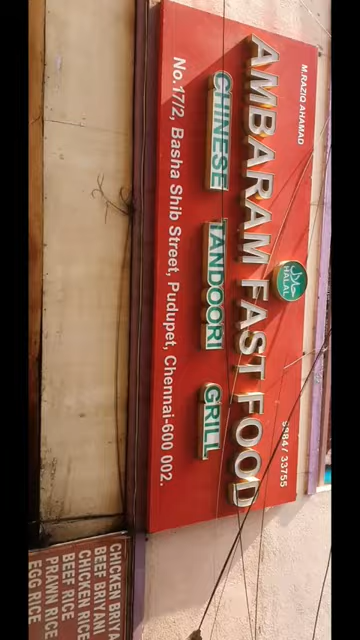 M.RAZIQ AHAMAD
حلال
HALAL
AMBARAM FAST FOOD
CHINESE TANDOORI GRILL
No.17/2, Basha Shib Street, Pudupet, Chennai-600 002.
CHICKEN BRIYA
BEEF BRIYANI
CHICKEN RICE
BEEF RICE
PRAWN RICE
EGG RICE